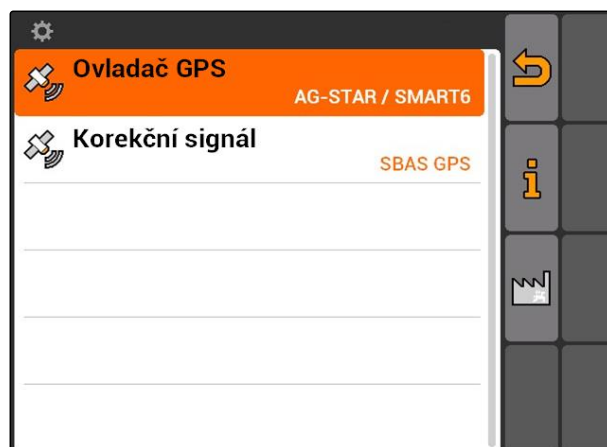 Ovladač GPS
AG-STAR / SMART6
Korekční signál
SBAS GPS